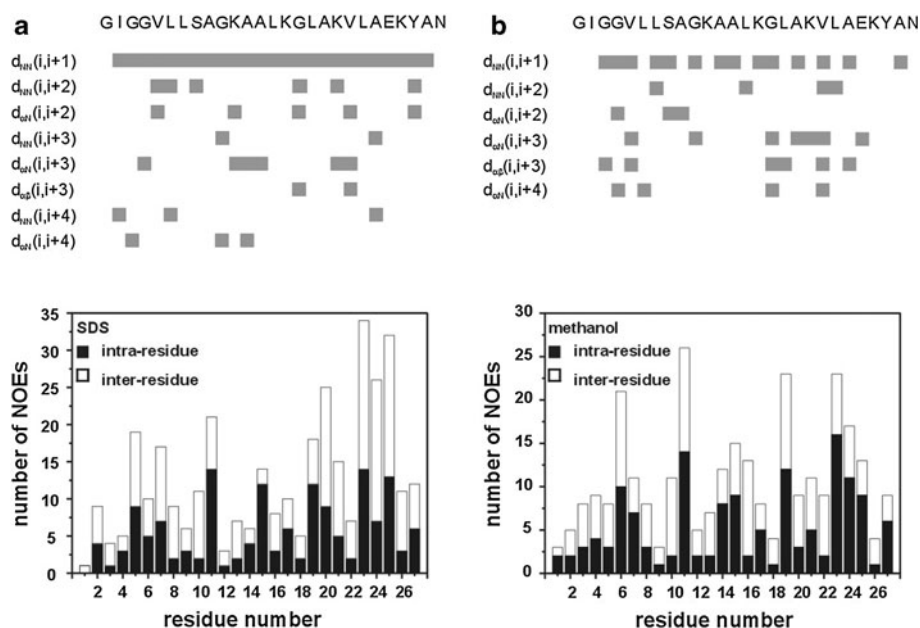 a
GIGGVLLSAGKAALKGLAKVLAEKYAN
dNN(i,i+1)
dNN(i,i+2)
dαN(i,i+2)
dNN(i,i+3)
dαN(i,i+3)
dαβ(i,i+3)
dNN(i,i+4)
dαN(i,i+4)
b
GIGGVLLSAGKAALKGLAKVLAEKYAN
dNN(i,i+1)
dNN(i,i+2)
dαN(i,i+2)
dαN(i,i+3)
dαβ(i,i+3)
dαN(i,i+4)
number of NOEs
35
30
25
20
15
10
5
0
SDS
intra-residue
inter-residue
2 4 6 8 10 12 14 16 18 20 22 24 26
residue number
number of NOEs
30
25
20
15
10
5
0
methanol
intra-residue
inter-residue
2 4 6 8 10 12 14 16 18 20 22 24 26
residue number